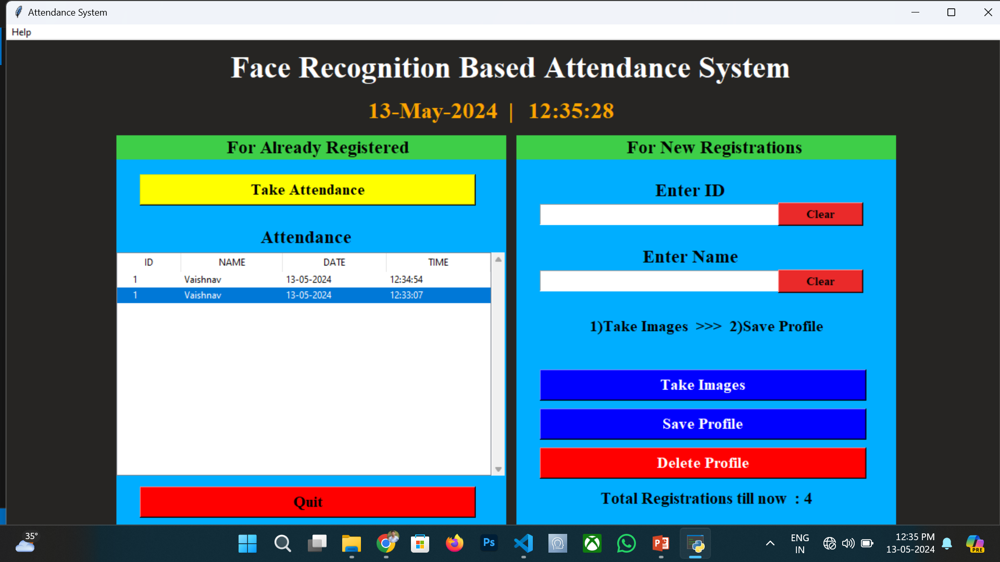 Attendance System
Help
Face Recognition Based Attendance System
13-May-2024 | 12:35:28
For Already Registered
Take Attendance
Attendance
ID NAME DATE TIME
1 Vaishnav 13-05-2024 12:34:54
1 Vaishnav 13-05-2024 12:33:07
Quit
For New Registrations
Enter ID
Clear
Enter Name
Clear
1)Take Images >>> 2)Save Profile
Take Images
Save Profile
Delete Profile
Total Registrations till now : 4
35°
Ps
P
ENG
IN
12:35 PM
13-05-2024
PRE